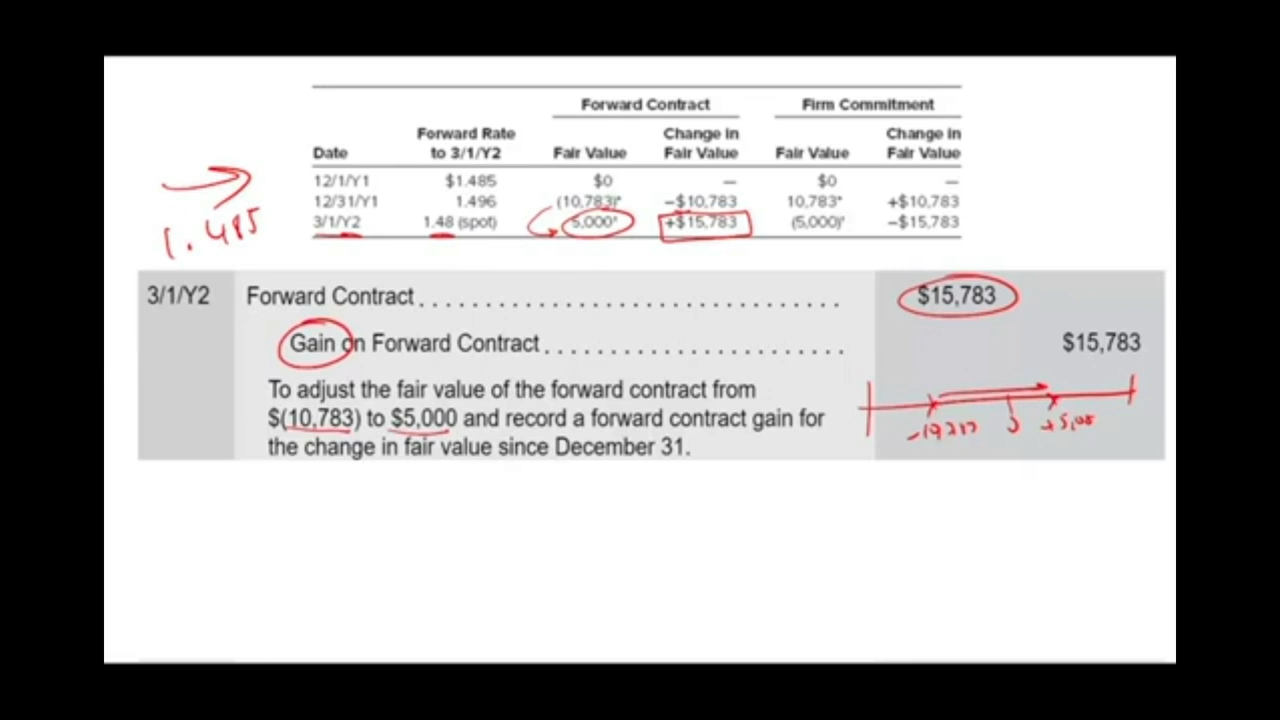 Forward Contract Firm Commitment
Forward Rate Change in Change in
Date to 3/1/Y2 Fair Value Fair Value Fair Value Fair Value
12/1/Y1 $1.485 $0 — $0 —
12/31/Y1 1.496 (10,783)* −$10,783 10,783* +$10,783
3/1/Y2 1.48 (spot) 5,000† +$15,783 (5,000)† −$15,783
1.485
3/1/Y2 Forward Contract . . . . . . . . . . . . . . . . . . . . . . . . . . . . . . . . $15,783
Gain on Forward Contract . . . . . . . . . . . . . . . . . . . . . . . $15,783
To adjust the fair value of the forward contract from
$(10,783) to $5,000 and record a forward contract gain for
the change in fair value since December 31.